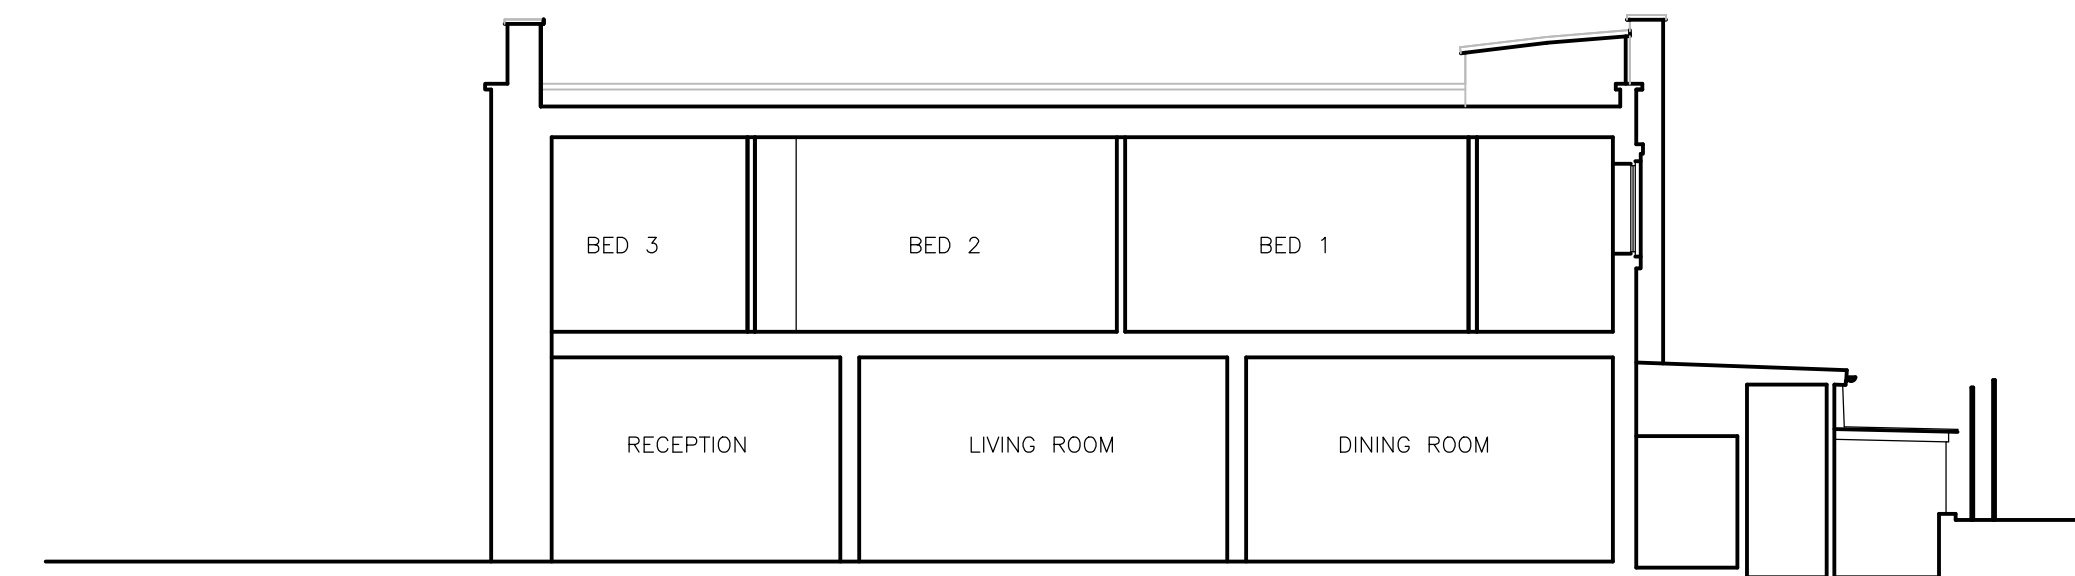 BED 3
BED 2
BED 1
RECEPTION
LIVING ROOM
DINING ROOM